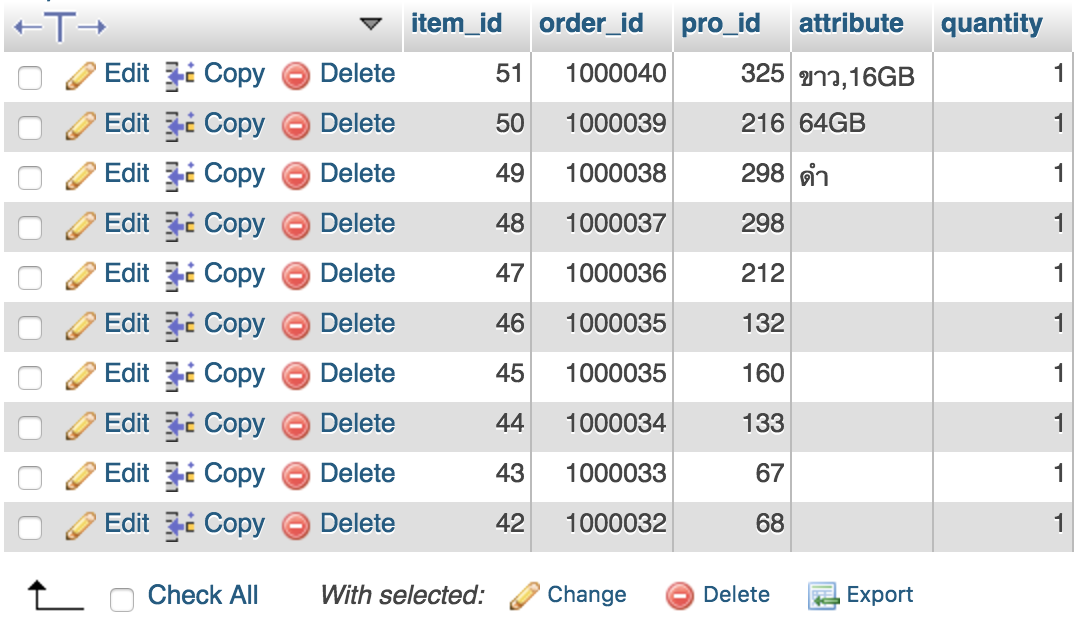 item_id order_id pro_id attribute quantity
Edit Copy Delete 51 1000040 325 ขาว,16GB 1
Edit Copy Delete 50 1000039 216 64GB 1
Edit Copy Delete 49 1000038 298 ดำ 1
Edit Copy Delete 48 1000037 298 1
Edit Copy Delete 47 1000036 212 1
Edit Copy Delete 46 1000035 132 1
Edit Copy Delete 45 1000035 160 1
Edit Copy Delete 44 1000034 133 1
Edit Copy Delete 43 1000033 67 1
Edit Copy Delete 42 1000032 68 1
Check All With selected: Change Delete Export